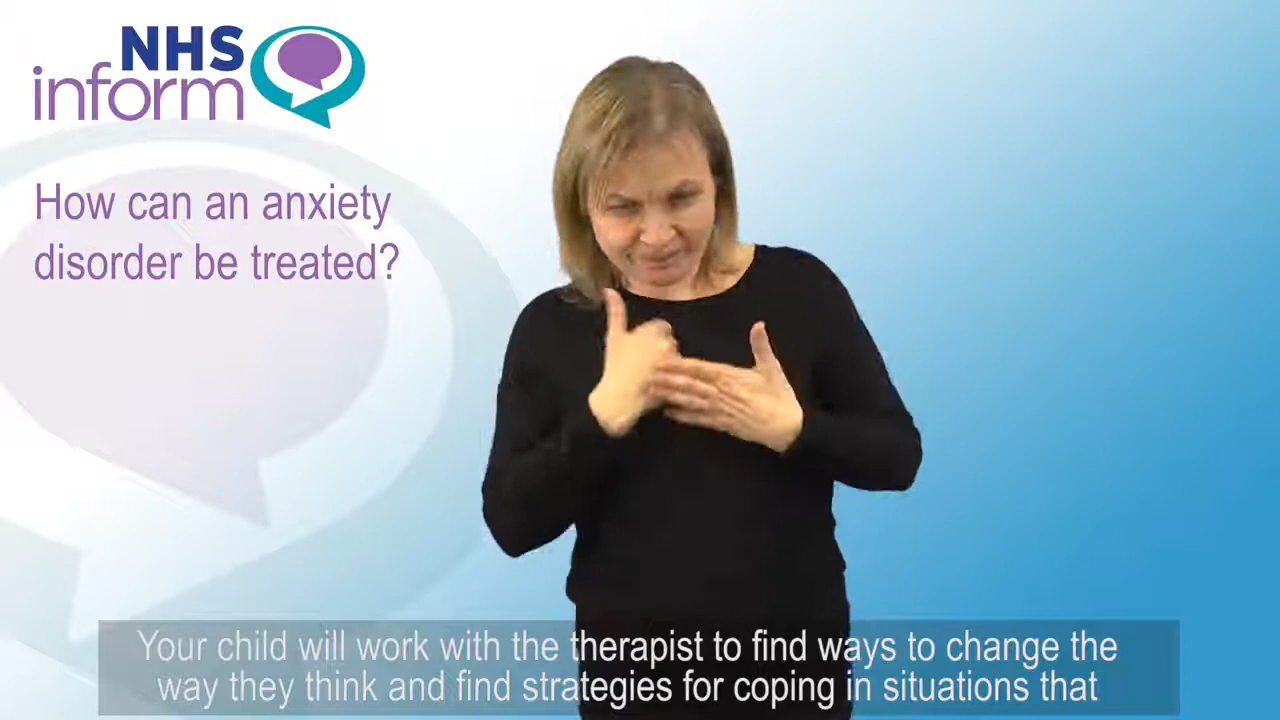 NHS
inform
How can an anxiety
disorder be treated?
Your child will work with the therapist to find ways to change the
way they think and find strategies for coping in situations that